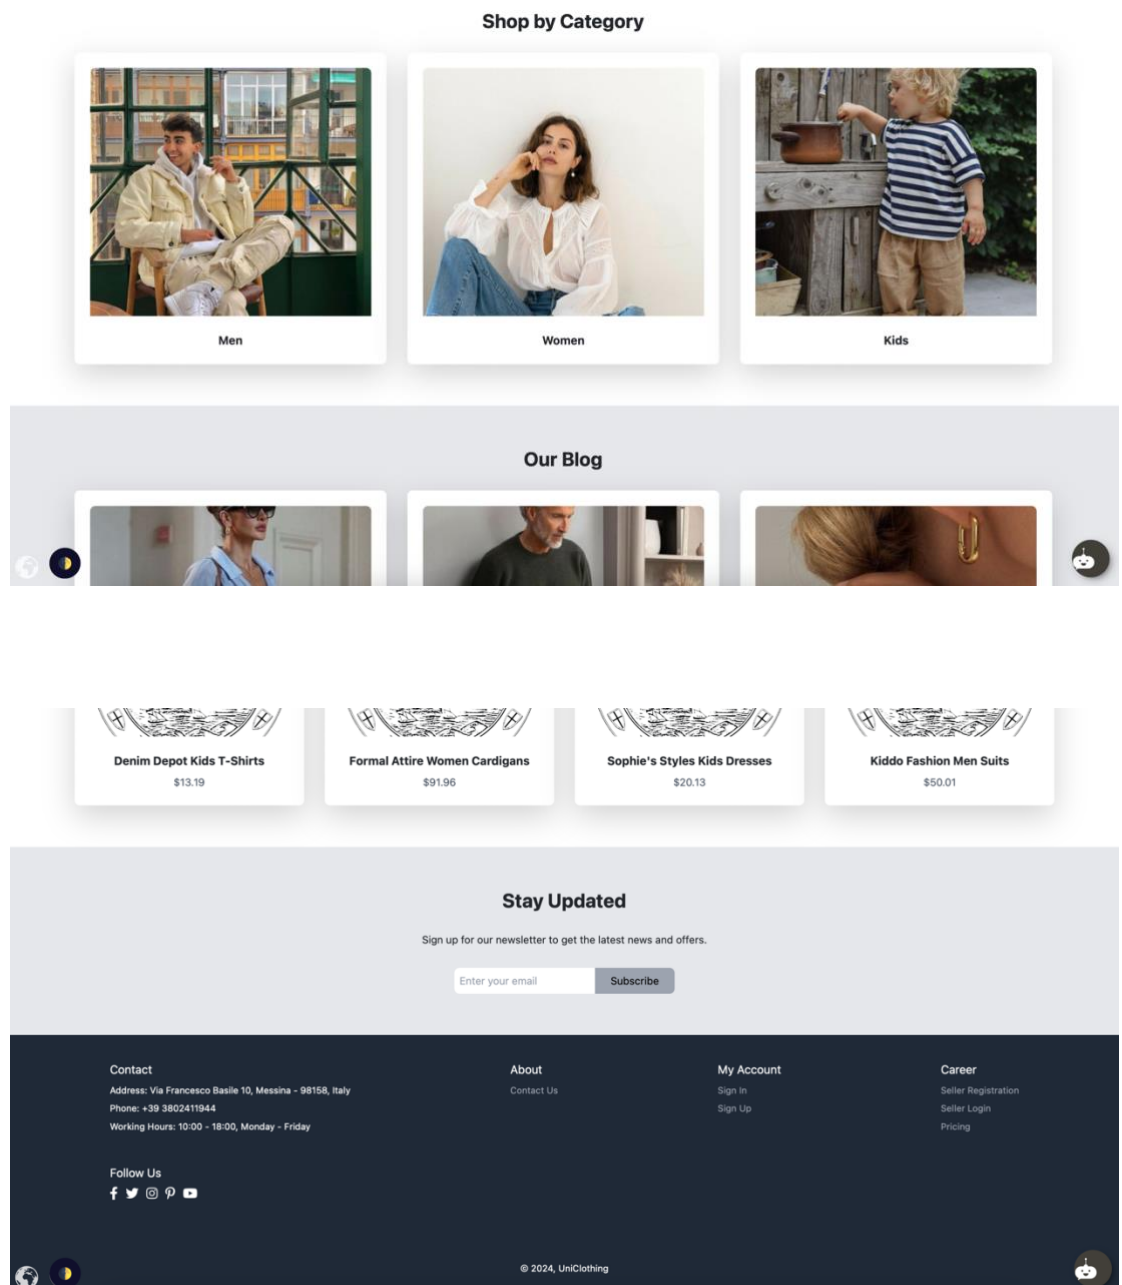 Shop by Category
Men
Women
Kids
Our Blog
Denim Depot Kids T-Shirts
$13.19
Formal Attire Women Cardigans
$91.96
Sophie's Styles Kids Dresses
$20.13
Kiddo Fashion Men Suits
$50.01
Stay Updated
Sign up for our newsletter to get the latest news and offers.
Enter your email
Subscribe
Contact
Address: Via Francesco Basile 10, Messina - 98158, Italy
Phone: +39 3802411944
Working Hours: 10:00 - 18:00, Monday - Friday
Follow Us
About
Contact Us
My Account
Sign In
Sign Up
Career
Seller Registration
Seller Login
Pricing
© 2024, UniClothing